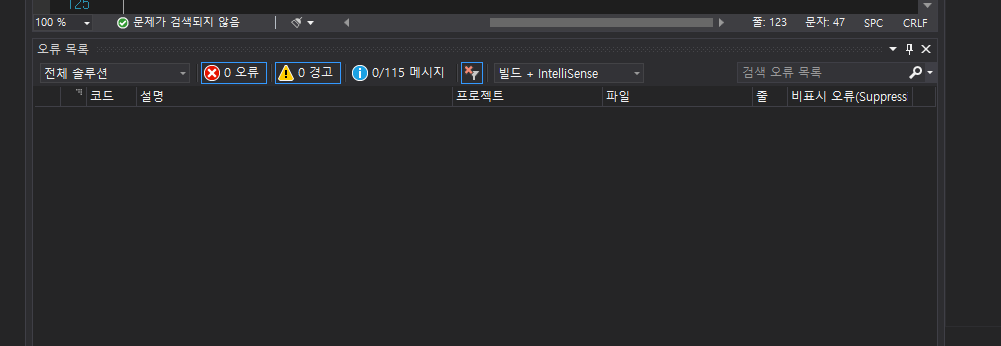 125
100 % 문제가 검색되지 않음 줄: 123 문자: 47 SPC CRLF
오류 목록
전체 솔루션 0 오류 0 경고 0/115 메시지 빌드 + IntelliSense 검색 오류 목록
코드 설명 프로젝트 파일 줄 비표시 오류(Suppress